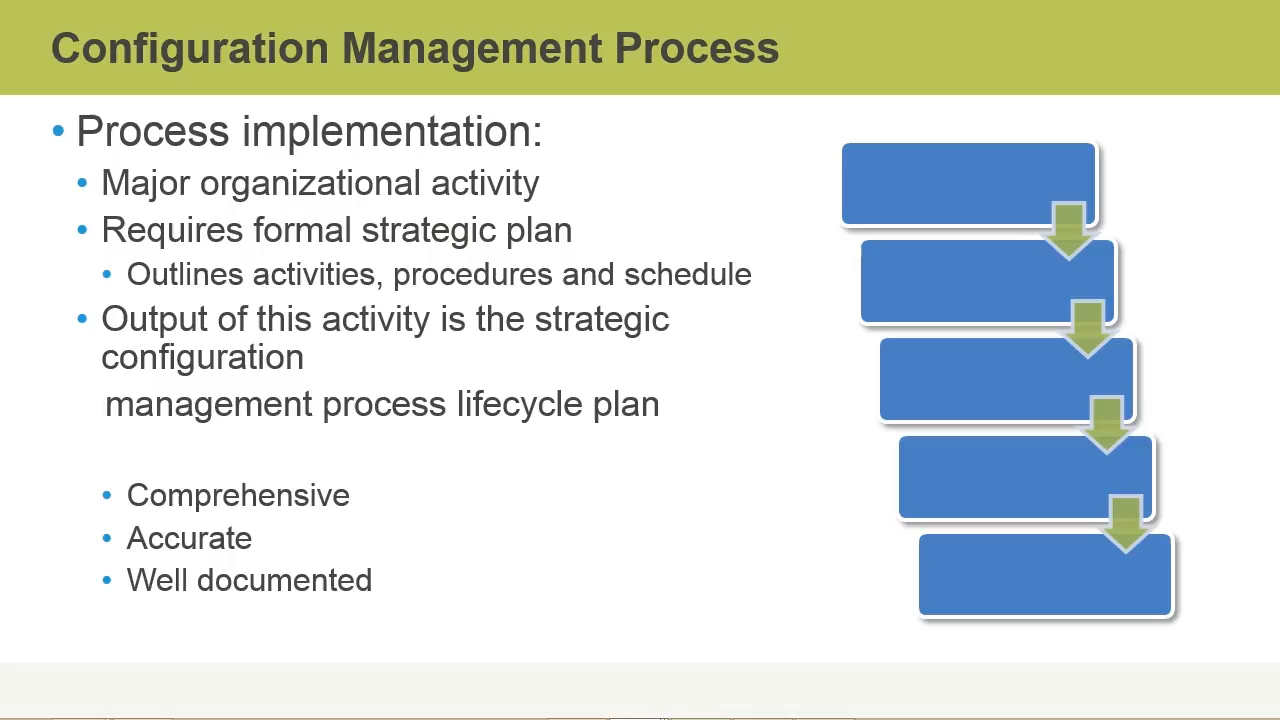 Configuration Management Process
• Process implementation:
• Major organizational activity
• Requires formal strategic plan
• Outlines activities, procedures and schedule
• Output of this activity is the strategic
configuration
management process lifecycle plan
• Comprehensive
• Accurate
• Well documented